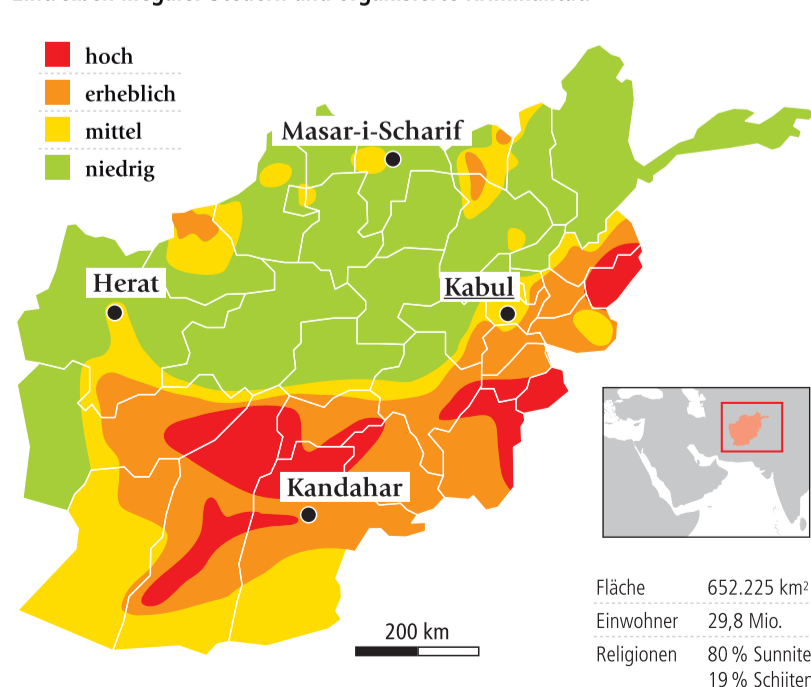 hoch
erheblich
mittel
niedrig
Masar-i-Scharif
Herat
Kabul
Kandahar
200 km
Fläche 652.225 km²
Einwohner 29,8 Mio.
Religionen 80 % Sunnite
19 % Schiiten